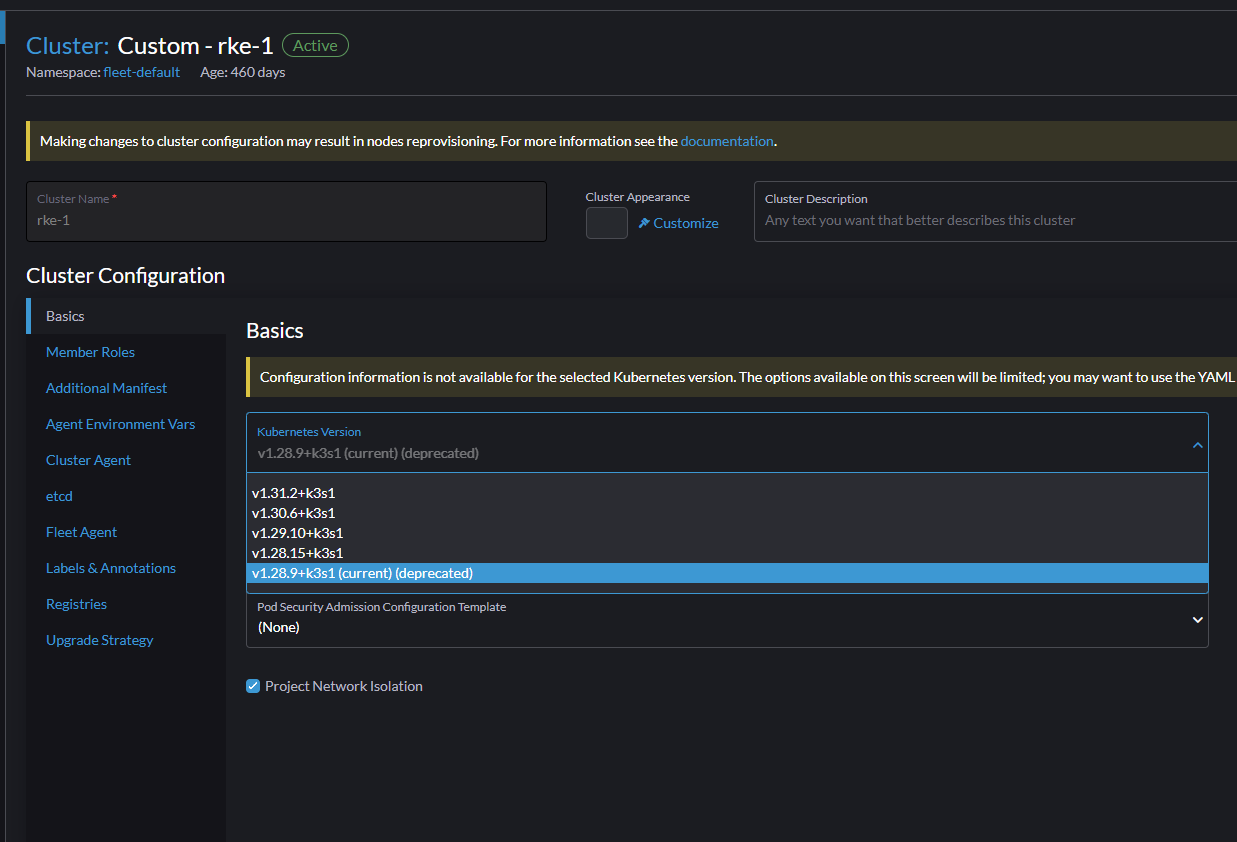 Cluster: Custom - rke-1 Active
Namespace: fleet-default Age: 460 days
Making changes to cluster configuration may result in nodes reprovisioning. For more information see the documentation.
Cluster Name *
rke-1
Cluster Appearance
Customize
Cluster Description
Any text you want that better describes this cluster
Cluster Configuration
Basics
Member Roles
Additional Manifest
Agent Environment Vars
Cluster Agent
etcd
Fleet Agent
Labels & Annotations
Registries
Upgrade Strategy
Basics
Configuration information is not available for the selected Kubernetes version. The options available on this screen will be limited; you may want to use the YAML
Kubernetes Version
v1.28.9+k3s1 (current) (deprecated)
v1.31.2+k3s1
v1.30.6+k3s1
v1.29.10+k3s1
v1.28.15+k3s1
v1.28.9+k3s1 (current) (deprecated)
Pod Security Admission Configuration Template
(None)
Project Network Isolation